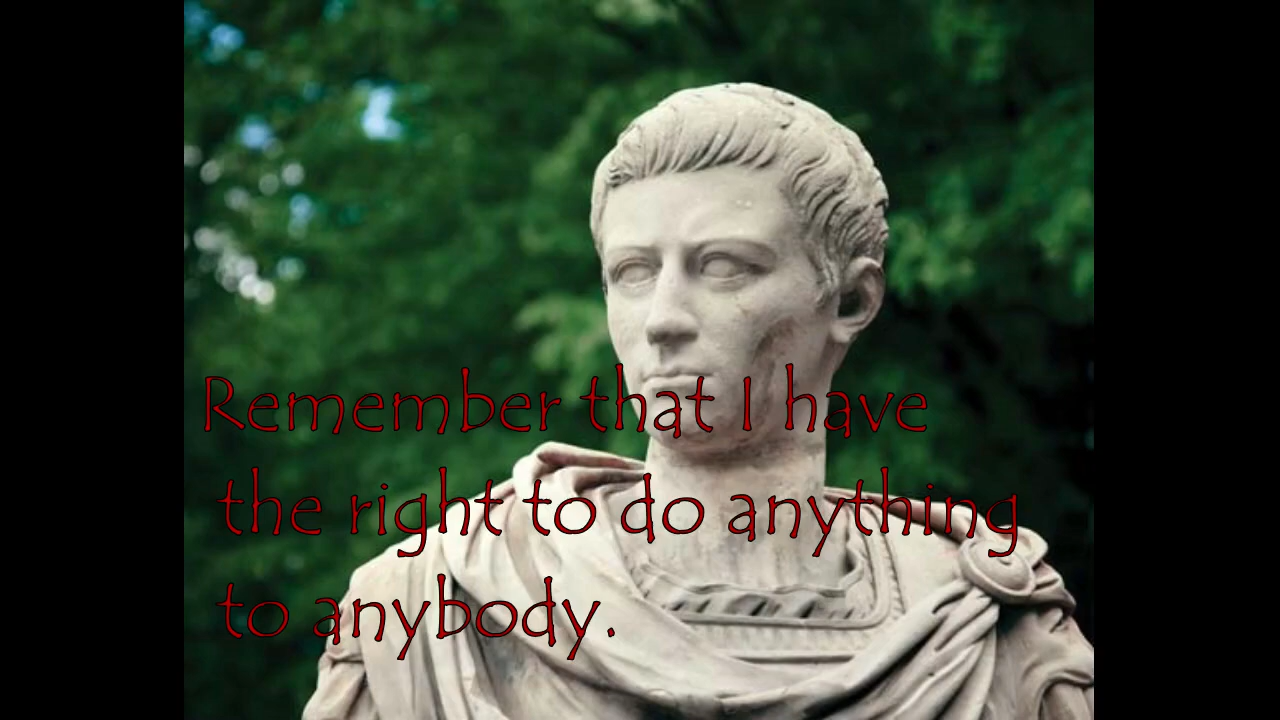 Remember that I have
the right to do anything
to anybody.